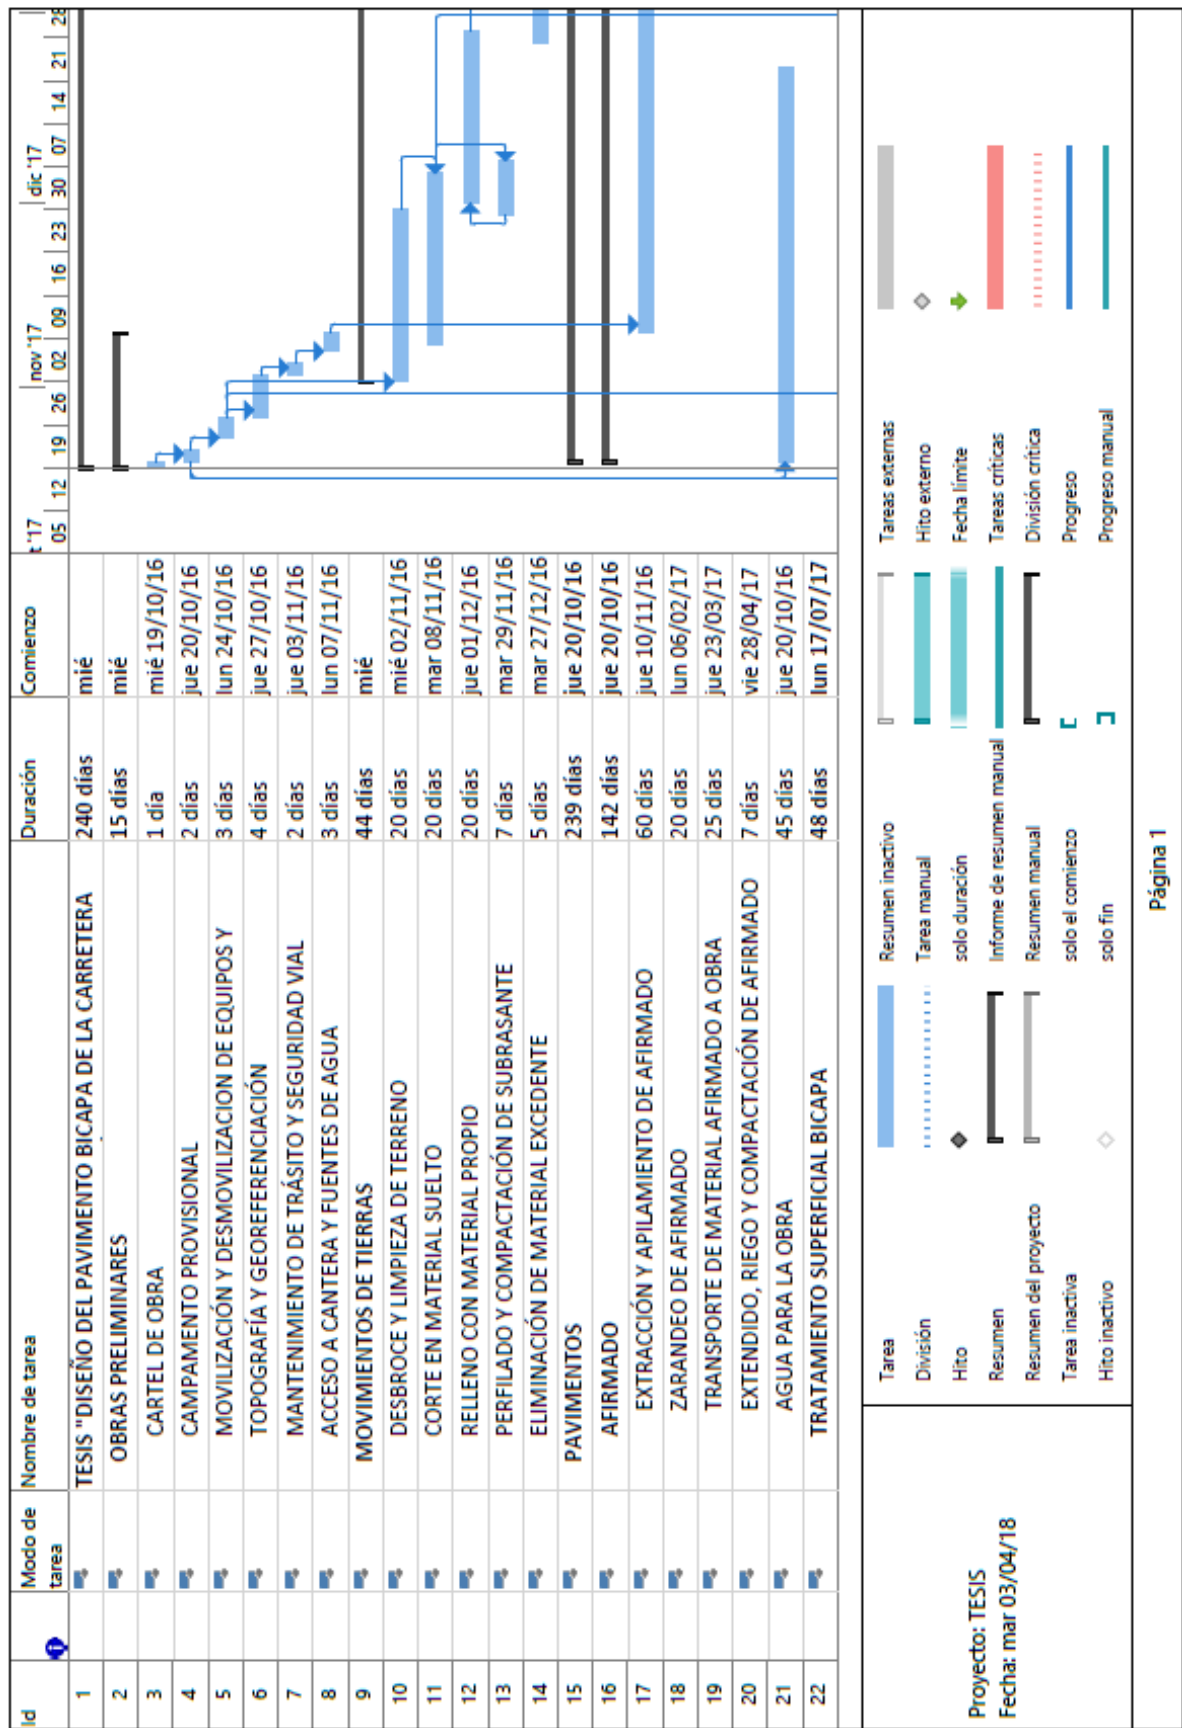 Id Modo de tarea Nombre de tarea Duración Comienzo t '17 nov '17 dic '17
05 12 19 26 02 09 16 23 30 07 14 21 28
1 TESIS "DISEÑO DEL PAVIMENTO BICAPA DE LA CARRETERA 240 días mié
2 OBRAS PRELIMINARES 15 días mié
3 CARTEL DE OBRA 1 día mié 19/10/16
4 CAMPAMENTO PROVISIONAL 2 días jue 20/10/16
5 MOVILIZACIÓN Y DESMOVILIZACION DE EQUIPOS Y 3 días lun 24/10/16
6 TOPOGRAFÍA Y GEOREFERENCIACIÓN 4 días jue 27/10/16
7 MANTENIMIENTO DE TRÁSITO Y SEGURIDAD VIAL 2 días jue 03/11/16
8 ACCESO A CANTERA Y FUENTES DE AGUA 3 días lun 07/11/16
9 MOVIMIENTOS DE TIERRAS 44 días mié
10 DESBROCE Y LIMPIEZA DE TERRENO 20 días mié 02/11/16
11 CORTE EN MATERIAL SUELTO 20 días mar 08/11/16
12 RELLENO CON MATERIAL PROPIO 20 días jue 01/12/16
13 PERFILADO Y COMPACTACIÓN DE SUBRASANTE 7 días mar 29/11/16
14 ELIMINACIÓN DE MATERIAL EXCEDENTE 5 días mar 27/12/16
15 PAVIMENTOS 239 días jue 20/10/16
16 AFIRMADO 142 días jue 20/10/16
17 EXTRACCIÓN Y APILAMIENTO DE AFIRMADO 60 días jue 10/11/16
18 ZARANDEO DE AFIRMADO 20 días lun 06/02/17
19 TRANSPORTE DE MATERIAL AFIRMADO A OBRA 25 días jue 23/03/17
20 EXTENDIDO, RIEGO Y COMPACTACIÓN DE AFIRMADO 7 días vie 28/04/17
21 AGUA PARA LA OBRA 45 días jue 20/10/16
22 TRATAMIENTO SUPERFICIAL BICAPA 48 días lun 17/07/17
Proyecto: TESIS
Fecha: mar 03/04/18
Tarea Resumen inactivo Tareas externas
División Tarea manual Hito externo
Hito solo duración Fecha límite
Resumen Informe de resumen manual Tareas críticas
Resumen del proyecto Resumen manual División crítica
Tarea inactiva solo el comienzo Progreso
Hito inactivo solo fin Progreso manual
Página 1